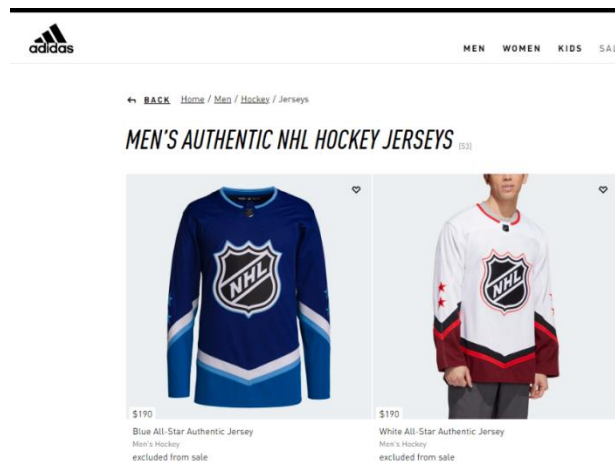 adidas
MEN WOMEN KIDS SAL
BACK Home / Men / Hockey / Jerseys
MEN'S AUTHENTIC NHL HOCKEY JERSEYS [53]
NHL
NHL
$190
$190
Blue All-Star Authentic Jersey
Men's Hockey
excluded from sale
White All-Star Authentic Jersey
Men's Hockey
excluded from sale